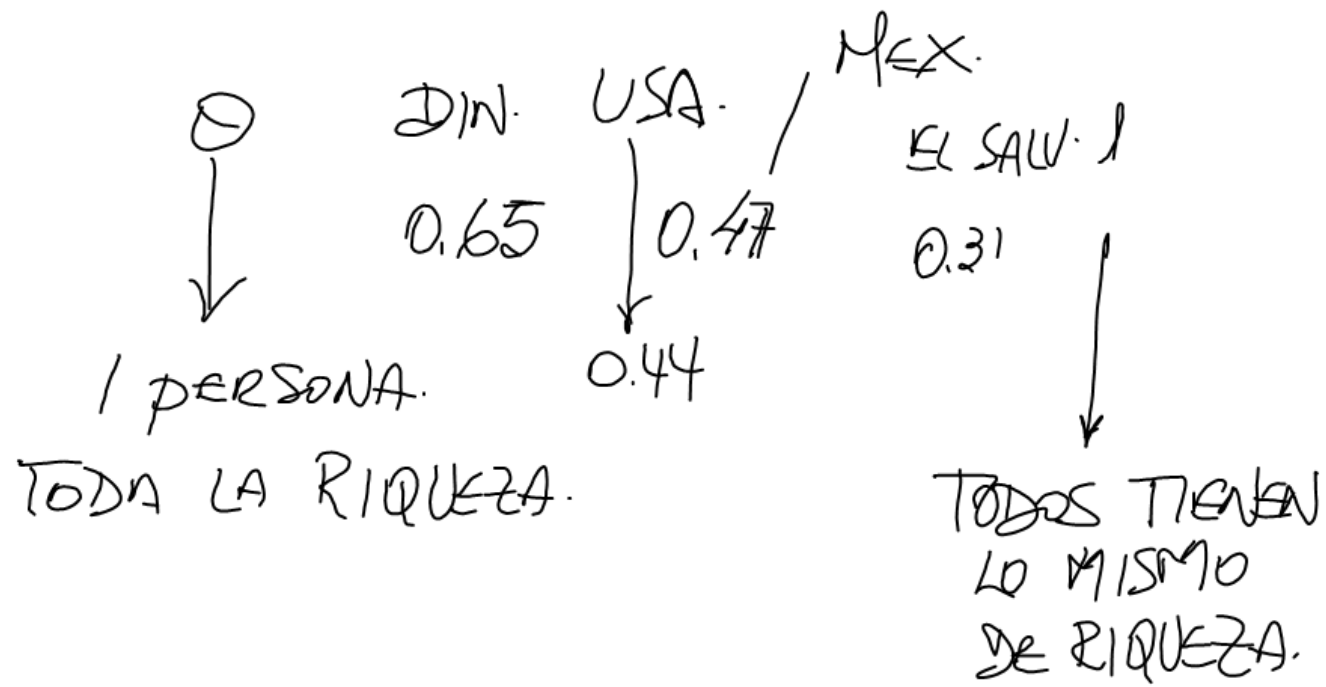 0 DIN. USA. MEX.
EL SALV. 1
0.65 0.47 0.31
0.44
1 PERSONA.
TODA LA RIQUEZA.
TODOS TIENEN
LO MISMO
DE RIQUEZA.